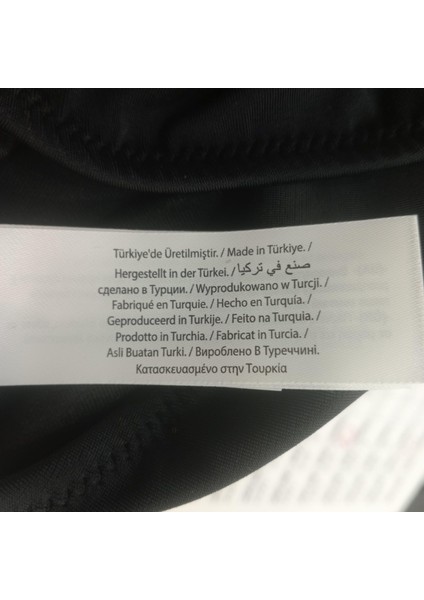 Türkiye'de Üretilmiştir. / Made in Türkiye. /
Hergestellt in der Türkei. / صنع في تركيا /
сделано в Турции. / Wyprodukowano w Turcji. /
Fabriqué en Turquie. / Hecho en Turquía. /
Geproduceerd in Turkije. / Feito na Turquia. /
Prodotto in Turchia. / Fabricat in Turcia. /
Asli Buatan Turki. / Вироблено В Туреччині.
Κατασκευασμένο στην Τουρκία